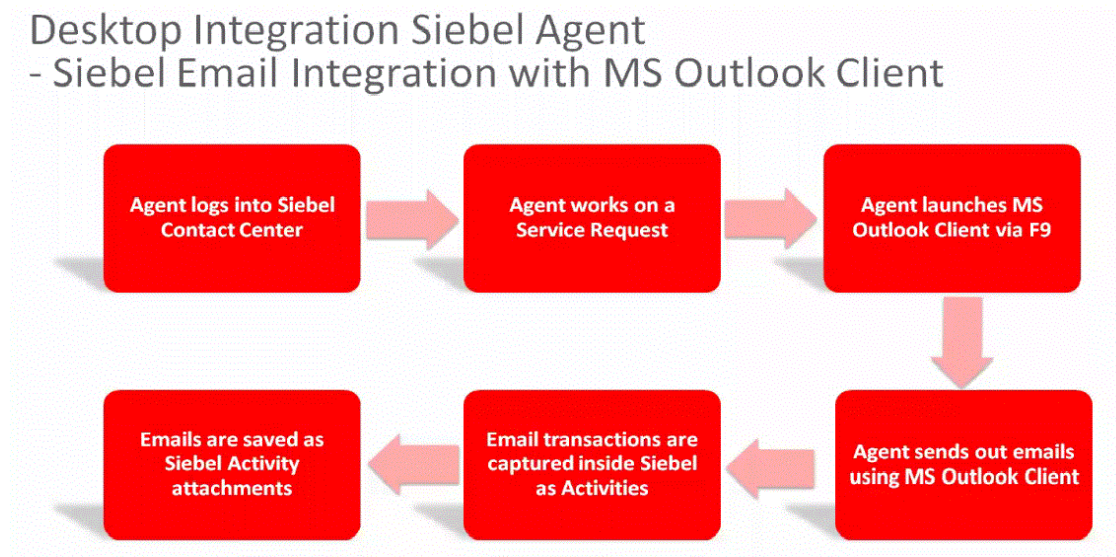 Desktop Integration Siebel Agent
- Siebel Email Integration with MS Outlook Client
Agent logs into Siebel
Contact Center
Agent works on a
Service Request
Agent launches MS
Outlook Client via F9
Agent sends out emails
using MS Outlook Client
Email transactions are
captured inside Siebel
as Activities
Emails are saved as
Siebel Activity
attachments